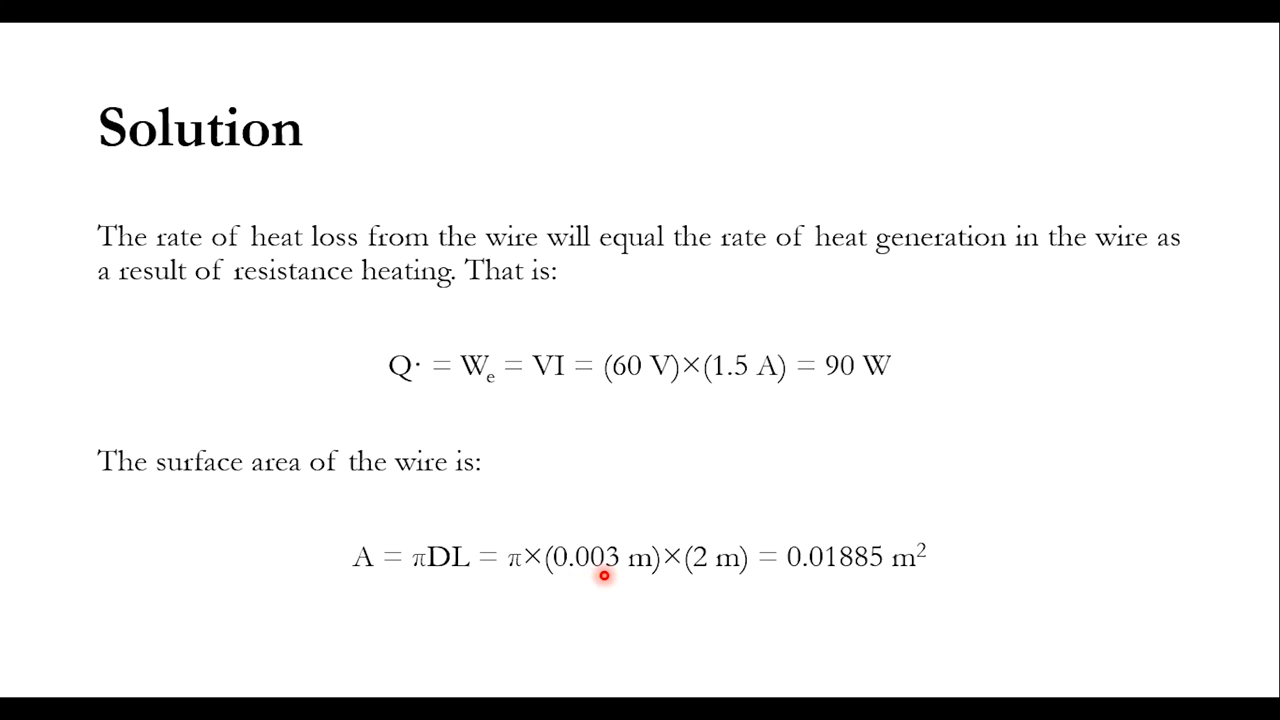 Solution
The rate of heat loss from the wire will equal the rate of heat generation in the wire as
a result of resistance heating. That is:
Q· = Wₑ = VI = (60 V)×(1.5 A) = 90 W
The surface area of the wire is:
A = πDL = π×(0.003 m)×(2 m) = 0.01885 m²